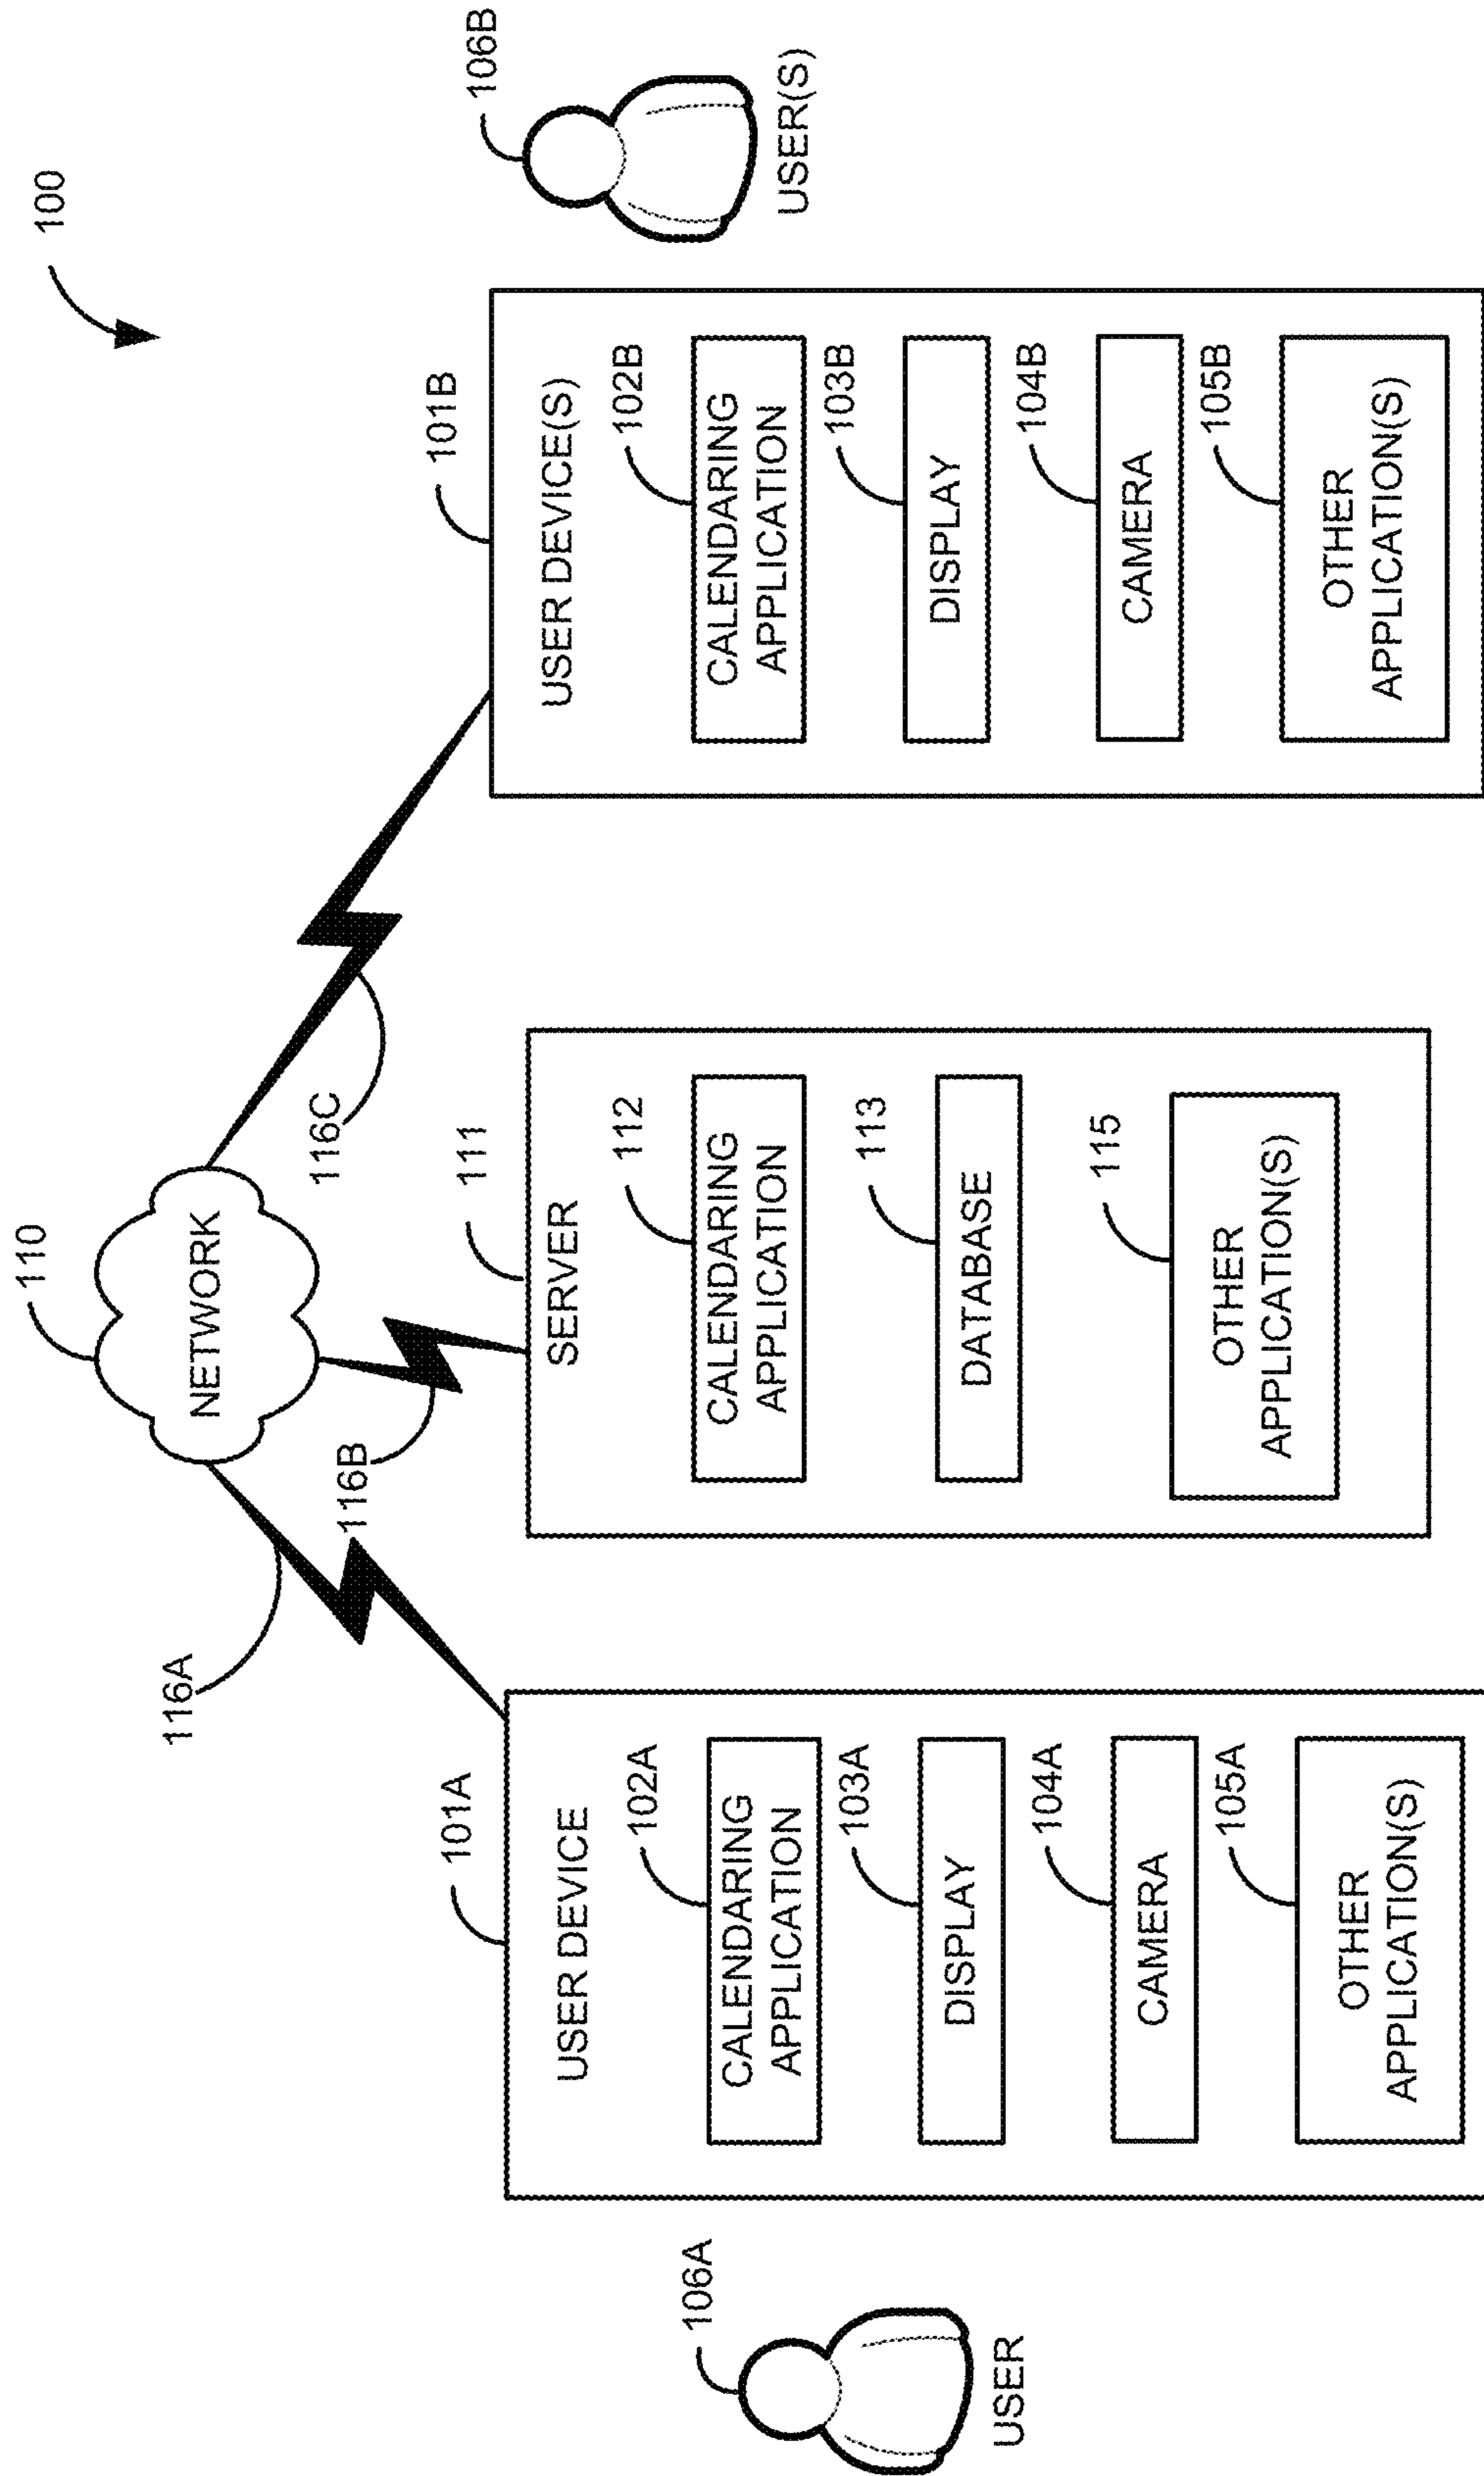 100
110
NETWORK
116A
116B
116C
106A
USER
101A
USER DEVICE
102A
CALENDARING
APPLICATION
103A
DISPLAY
104A
CAMERA
105A
OTHER
APPLICATION(S)
111
SERVER
112
CALENDARING
APPLICATION
113
DATABASE
115
OTHER
APPLICATION(S)
101B
USER DEVICE(S)
102B
CALENDARING
APPLICATION
103B
DISPLAY
104B
CAMERA
105B
OTHER
APPLICATION(S)
106B
USER(S)